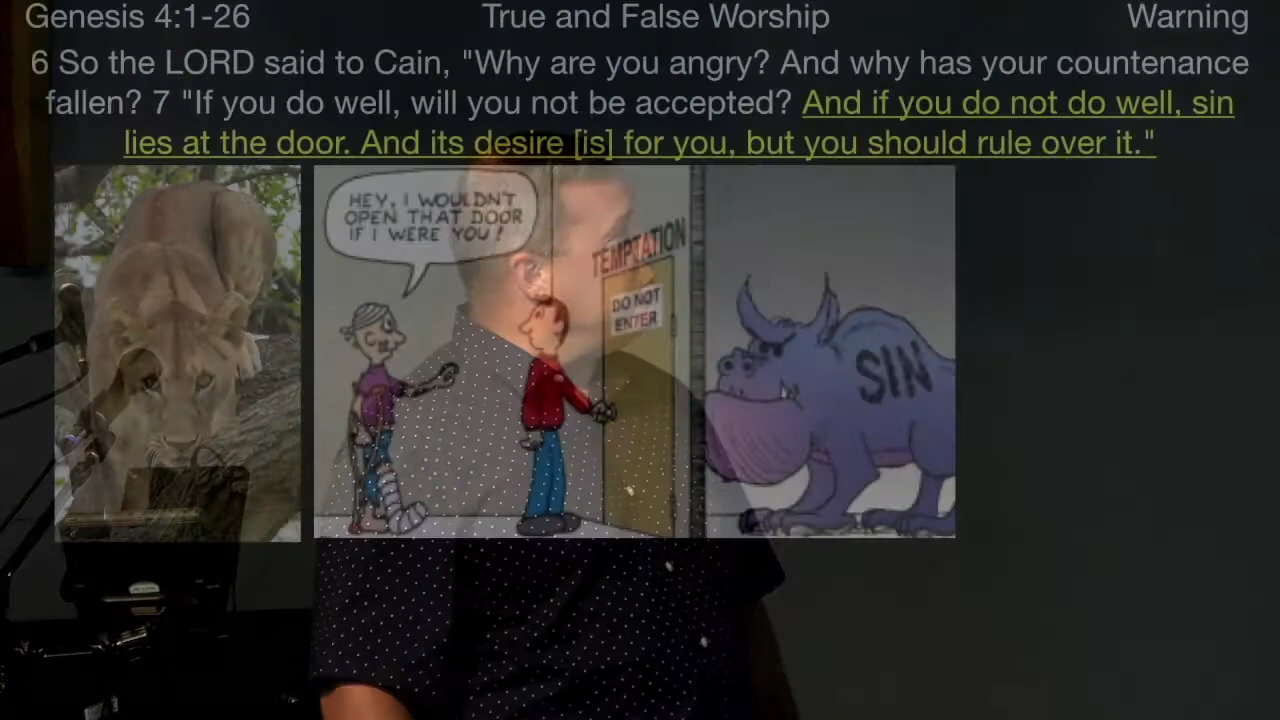 Genesis 4:1-26 True and False Worship Warning
6 So the LORD said to Cain, "Why are you angry? And why has your countenance
fallen? 7 "If you do well, will you not be accepted? And if you do not do well, sin
lies at the door. And its desire [is] for you, but you should rule over it."
HEY, I WOULDN'T
OPEN THAT DOOR
IF I WERE YOU!
TEMPTATION
DO NOT
ENTER
SIN